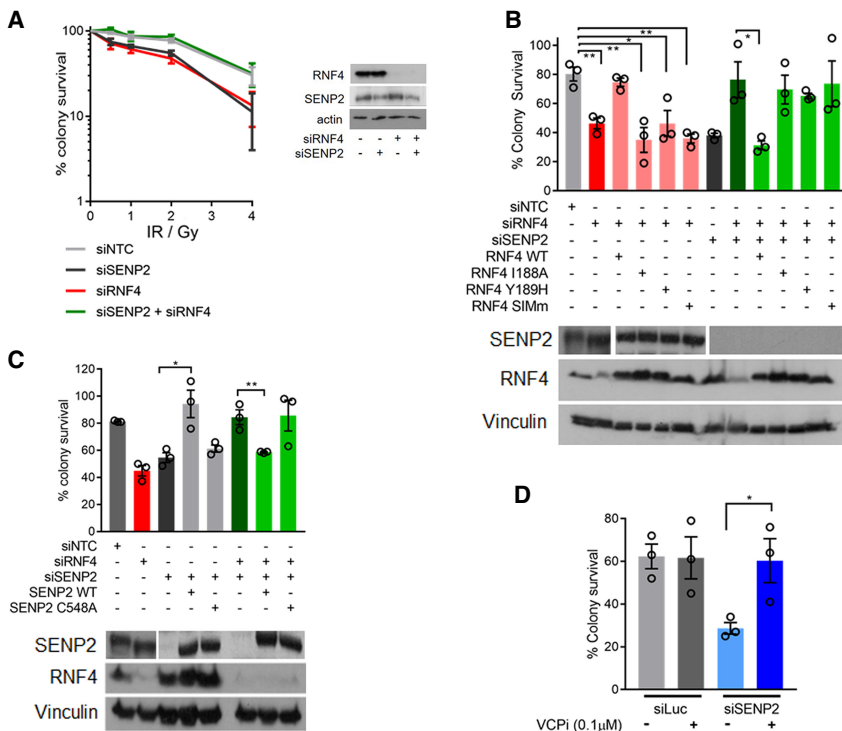 A
% colony survival
100
10
1
0
1
2
3
4
IR / Gy
siNTC
siSENP2
siRNF4
siSENP2 + siRNF4
RNF4
SENP2
actin
siRNF4 - - + +
siSENP2 - + - +
B
% Colony Survival
100
80
60
40
20
0
**
**
*
**
**
*
siNTC + - - - - - - - - - - -
siRNF4 - + + + + + - + + + + +
siSENP2 - - - - - - + + + + + +
RNF4 WT - - + - - - - - + - - -
RNF4 I188A - - - + - - - - - + - -
RNF4 Y189H - - - - + - - - - - + -
RNF4 SIMm - - - - - + - - - - - +
SENP2
RNF4
Vinculin
C
% colony survival
120
100
80
60
40
20
0
*
**
siNTC + - - - - - - -
siRNF4 - + - - - + + +
siSENP2 - - + + + + + +
SENP2 WT - - - + - - + -
SENP2 C548A - - - - + - - +
SENP2
RNF4
Vinculin
D
% Colony survival
80
60
40
20
0
*
siLuc
siSENP2
VCPi (0.1µM) - + - +